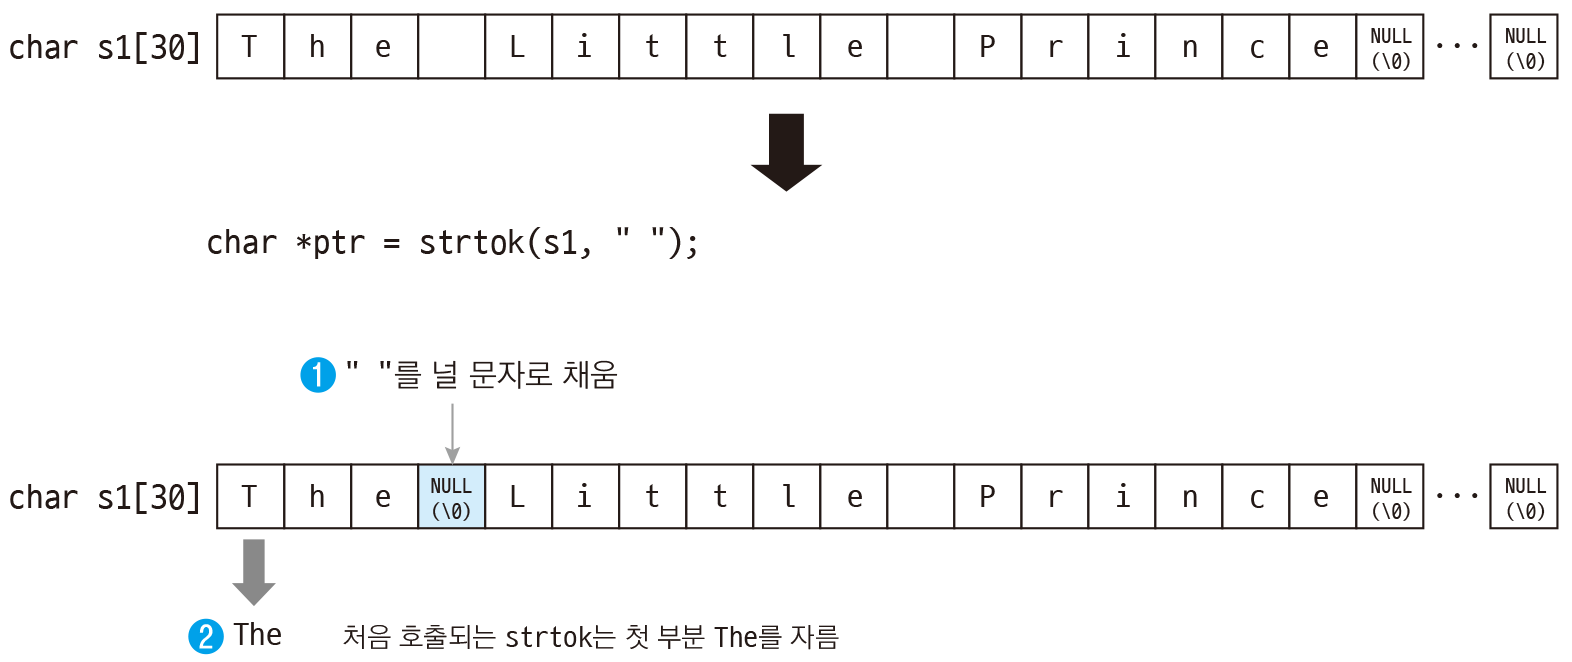 char s1[30] T h e L i t t l e P r i n c e NULL (\0) ··· NULL (\0)
char *ptr = strtok(s1, " ");
1 " "를 널 문자로 채움
char s1[30] T h e NULL (\0) L i t t l e P r i n c e NULL (\0) ··· NULL (\0)
2 The 처음 호출되는 strtok는 첫 부분 The를 자름